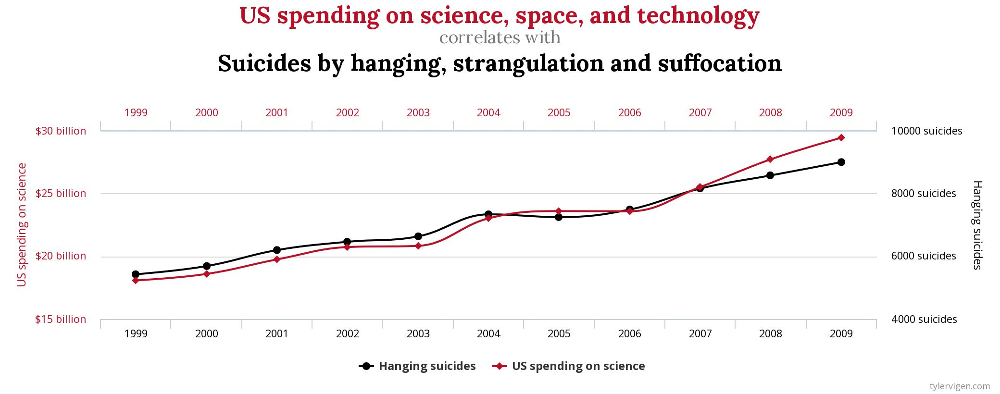 US spending on science, space, and technology
correlates with
Suicides by hanging, strangulation and suffocation
1999 2000 2001 2002 2003 2004 2005 2006 2007 2008 2009
$30 billion 10000 suicides
$25 billion 8000 suicides
$20 billion 6000 suicides
$15 billion 4000 suicides
US spending on science
Hanging suicides
1999 2000 2001 2002 2003 2004 2005 2006 2007 2008 2009
Hanging suicides US spending on science
tylervigen.com